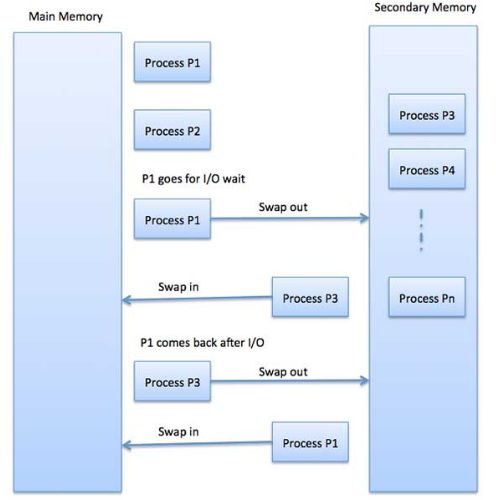 Main Memory
Secondary Memory
Process P1
Process P3
Process P2
Process P4
P1 goes for I/O wait
Process P1
Swap out
Swap in
Process P3
Process Pn
P1 comes back after I/O
Process P3
Swap out
Swap in
Process P1